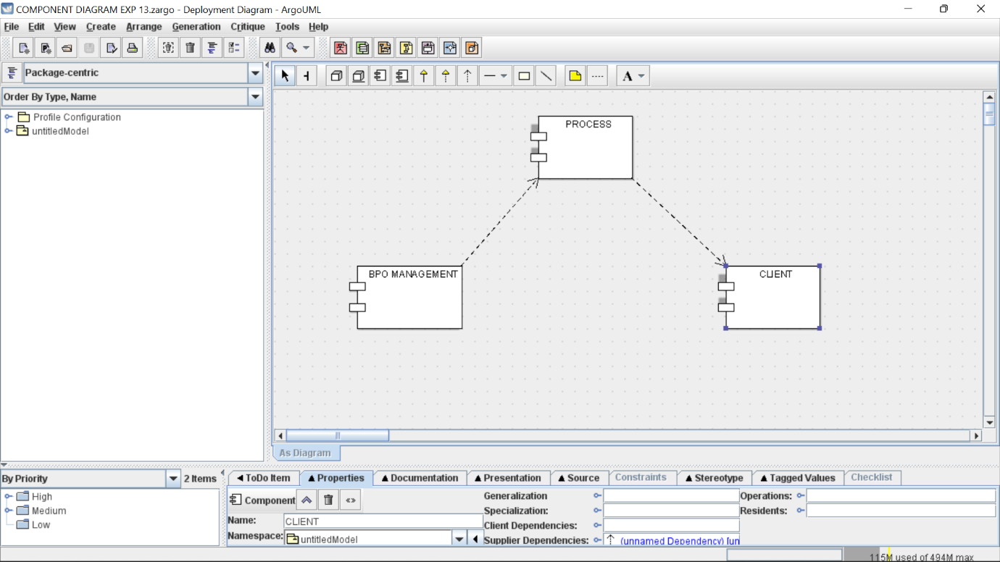 COMPONENT DIAGRAM EXP 13.zargo - Deployment Diagram - ArgoUML
File Edit View Create Arrange Generation Critique Tools Help
Package-centric
Order By Type, Name
Profile Configuration
untitledModel
A
PROCESS
BPO MANAGEMENT
CLIENT
As Diagram
By Priority
2 Items
High
Medium
Low
ToDo Item
Properties
Documentation
Presentation
Source
Constraints
Stereotype
Tagged Values
Checklist
Component
Name: CLIENT
Namespace: untitledModel
Generalization
Specialization:
Client Dependencies:
Supplier Dependencies: (unnamed Dependency) [un
Operations:
Residents:
115M used of 494M max